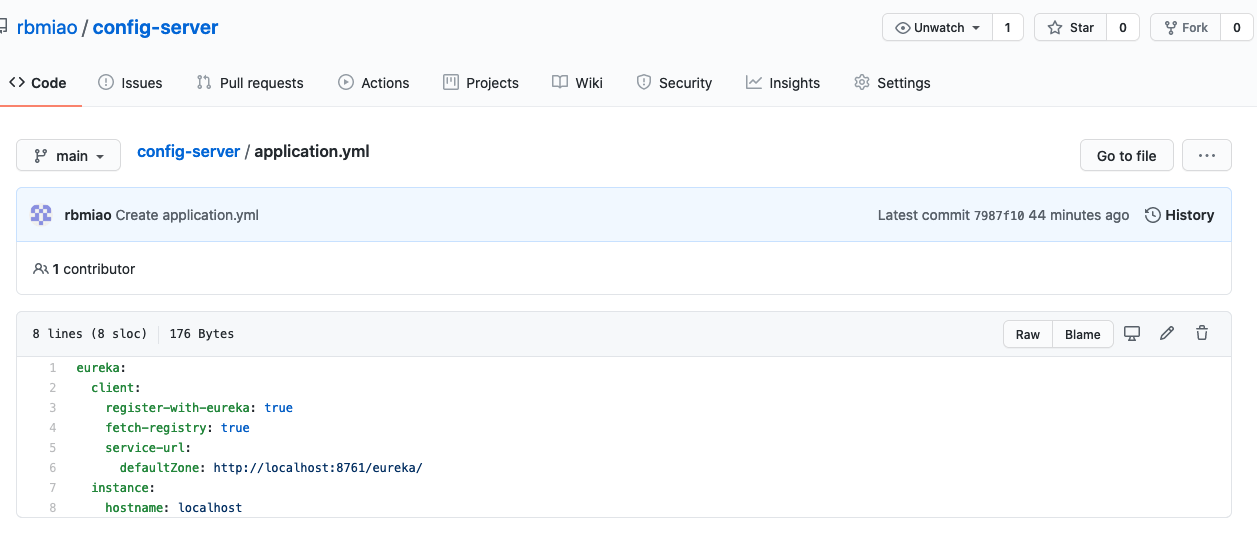 rbmiao / config-server Unwatch 1 Star 0 Fork 0
Code Issues Pull requests Actions Projects Wiki Security Insights Settings
main config-server / application.yml Go to file ...
rbmiao Create application.yml Latest commit 7987f10 44 minutes ago History
1 contributor
8 lines (8 sloc) 176 Bytes Raw Blame
1 eureka:
2 client:
3 register-with-eureka: true
4 fetch-registry: true
5 service-url:
6 defaultZone: http://localhost:8761/eureka/
7 instance:
8 hostname: localhost